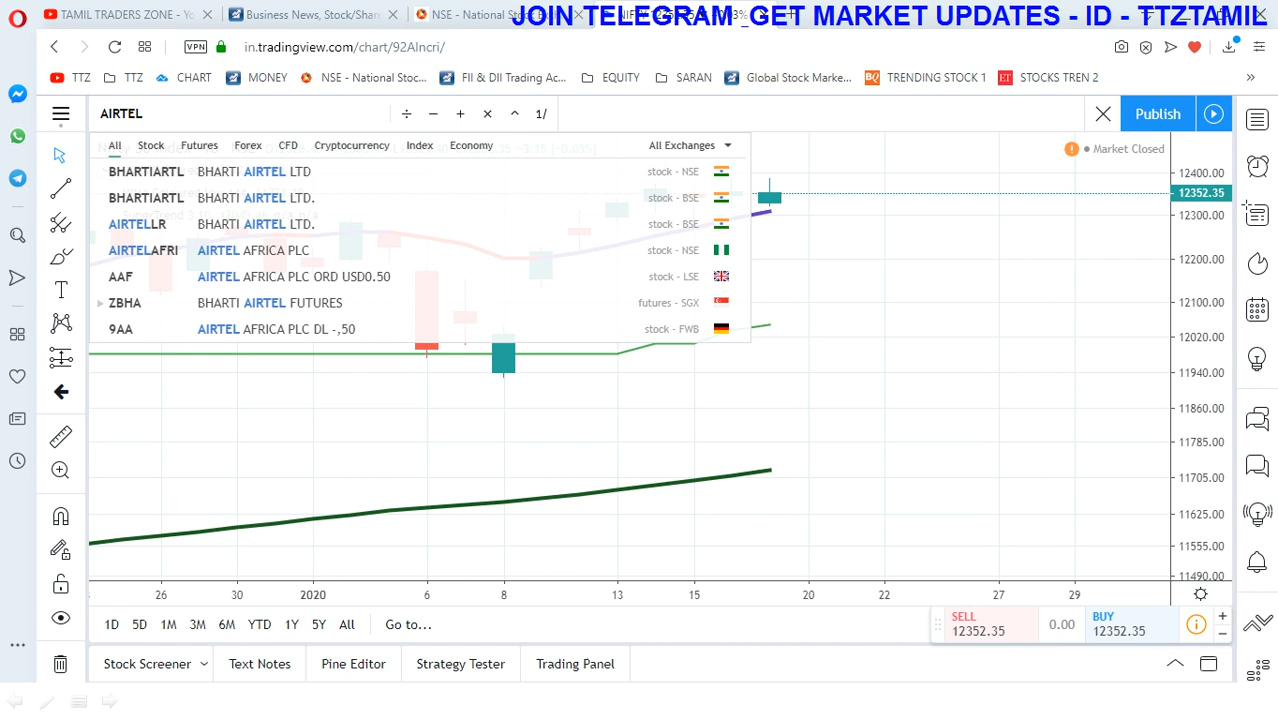 JOIN TELEGRAM_GET MARKET UPDATES - ID - TTZTAMIL
TAMIL TRADERS ZONE - Yo
Business News, Stock/Shar
NSE - National Sto
VPN
in.tradingview.com/chart/92AIncri/
TTZ
TTZ
CHART
MONEY
NSE - National Stoc...
FII & DII Trading Ac...
EQUITY
SARAN
Global Stock Marke...
BQ
TRENDING STOCK 1
ET
STOCKS TREN 2
»
AIRTEL
÷ − + × ^ 1/
Publish
All
Stock
Futures
Forex
CFD
Cryptocurrency
Index
Economy
All Exchanges
Market Closed
BHARTIARTL BHARTI AIRTEL LTD stock - NSE
BHARTIARTL BHARTI AIRTEL LTD. stock - BSE
AIRTELLR BHARTI AIRTEL LTD. stock - BSE
AIRTELAFRI AIRTEL AFRICA PLC stock - NSE
AAF AIRTEL AFRICA PLC ORD USD0.50 stock - LSE
ZBHA BHARTI AIRTEL FUTURES futures - SGX
9AA AIRTEL AFRICA PLC DL -,50 stock - FWB
12400.00
12352.35
12300.00
12200.00
12100.00
12020.00
11940.00
11860.00
11785.00
11705.00
11625.00
11555.00
11490.00
26 30 2020 6 8 13 15 20 22 27 29
1D 5D 1M 3M 6M YTD 1Y 5Y All Go to...
SELL
12352.35
0.00
BUY
12352.35
Stock Screener
Text Notes
Pine Editor
Strategy Tester
Trading Panel